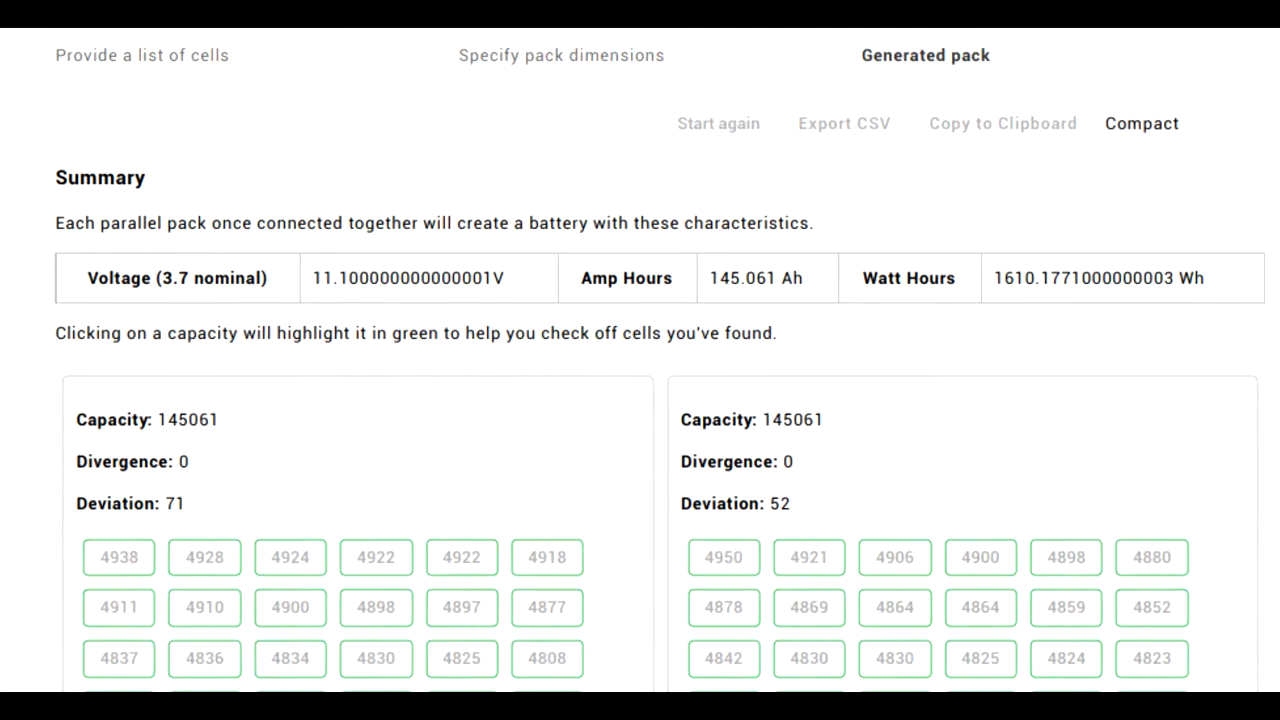 Provide a list of cells Specify pack dimensions Generated pack
Start again Export CSV Copy to Clipboard Compact
Summary
Each parallel pack once connected together will create a battery with these characteristics.
Voltage (3.7 nominal) 11.100000000000001V Amp Hours 145.061 Ah Watt Hours 1610.1771000000003 Wh
Clicking on a capacity will highlight it in green to help you check off cells you've found.
Capacity: 145061
Divergence: 0
Deviation: 71
4938 4928 4924 4922 4922 4918
4911 4910 4900 4898 4897 4877
4837 4836 4834 4830 4825 4808
Capacity: 145061
Divergence: 0
Deviation: 52
4950 4921 4906 4900 4898 4880
4878 4869 4864 4864 4859 4852
4842 4830 4830 4825 4824 4823